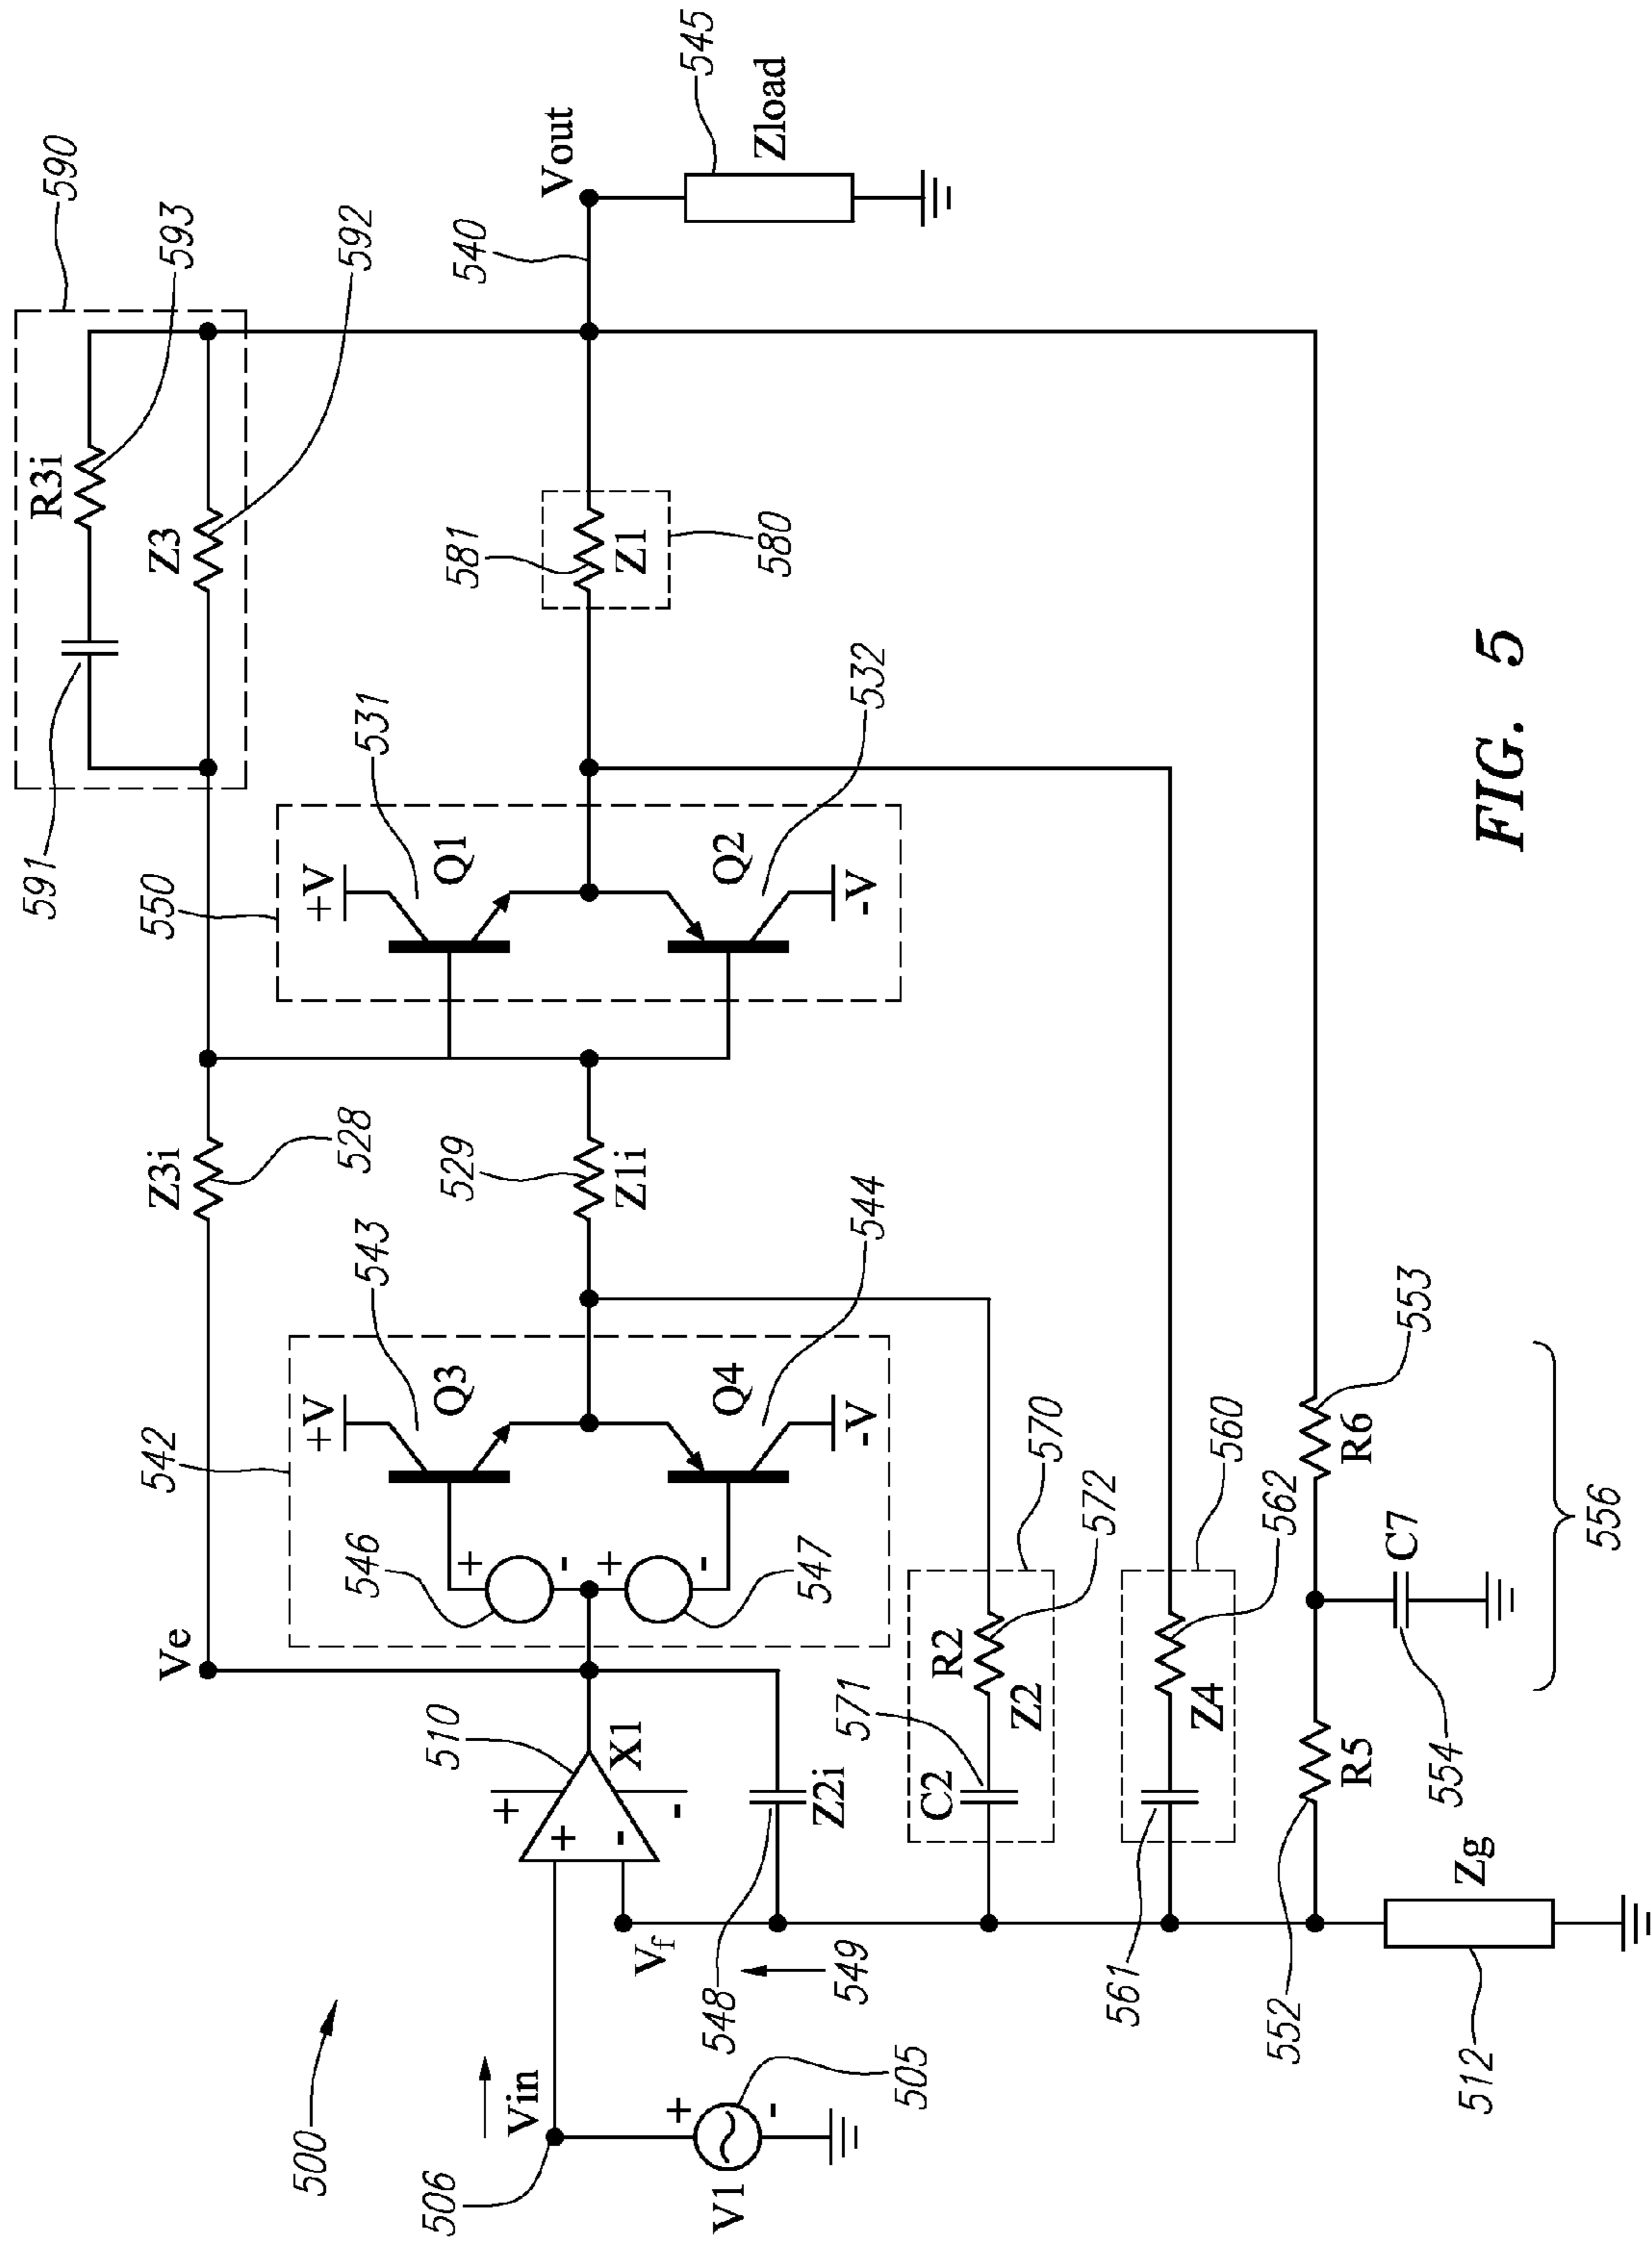 590
R3i
593
591
Z3
592
545
Vout
Zload
540
581
Z1
580
550
+V
531
Q1
Q2
532
-V
Z3i
528
529
Z1i
542
+V
543
Q3
Q4
544
-V
546
+
-
+
-
547
Ve
510
+
+
-
-
X1
548
Z2i
Vf
549
570
C2
571
R2
572
Z2
560
562
Z4
561
R6
553
C7
554
556
R5
552
Zg
512
500
Vin
506
+
-
V1
505
FIG. 5